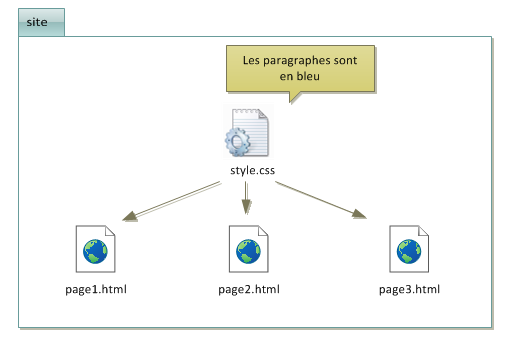 site
Les paragraphes sont
en bleu
style.css
page1.html
page2.html
page3.html